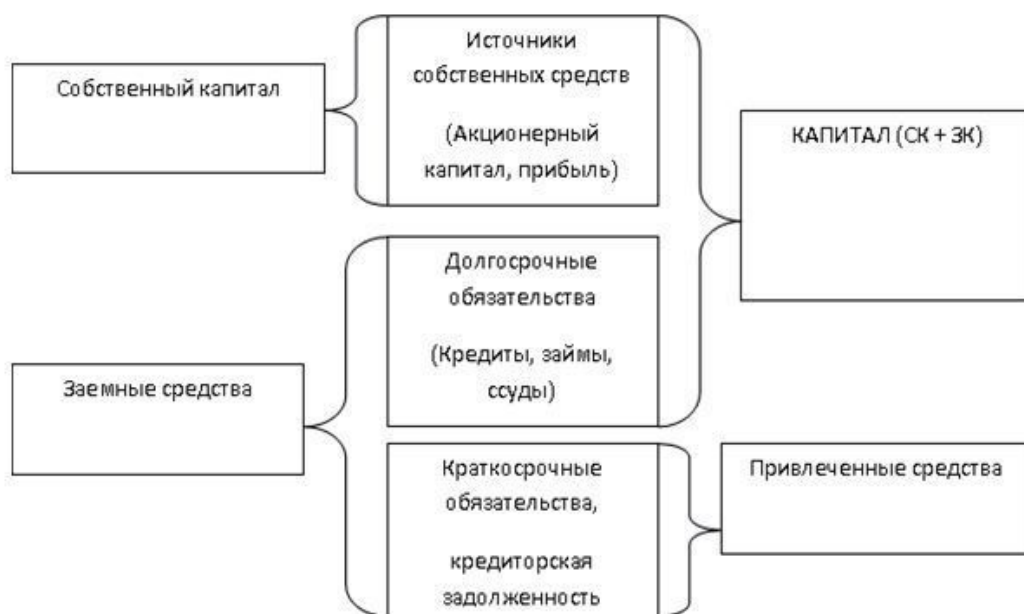 Собственный капитал
Источники
собственных средств
(Акционерный
капитал, прибыль)
КАПИТАЛ (СК + ЗК)
Заемные средства
Долгосрочные
обязательства
(Кредиты, займы,
ссуды)
Краткосрочные
обязательства,
кредиторская
задолженность
Привлеченные средства